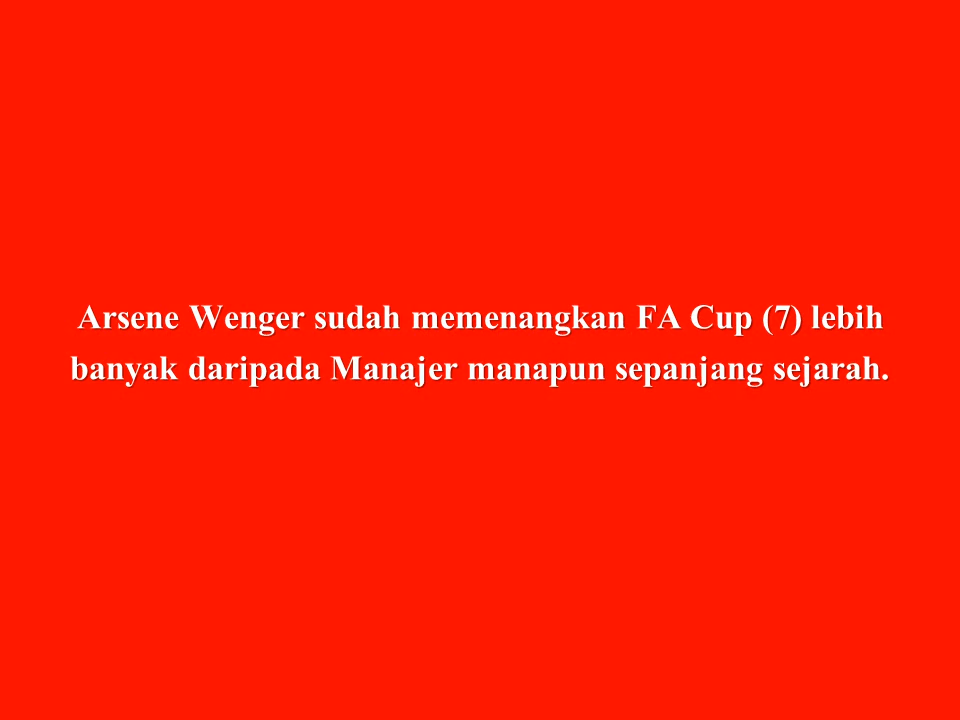 Arsene Wenger sudah memenangkan FA Cup (7) lebih
banyak daripada Manajer manapun sepanjang sejarah.